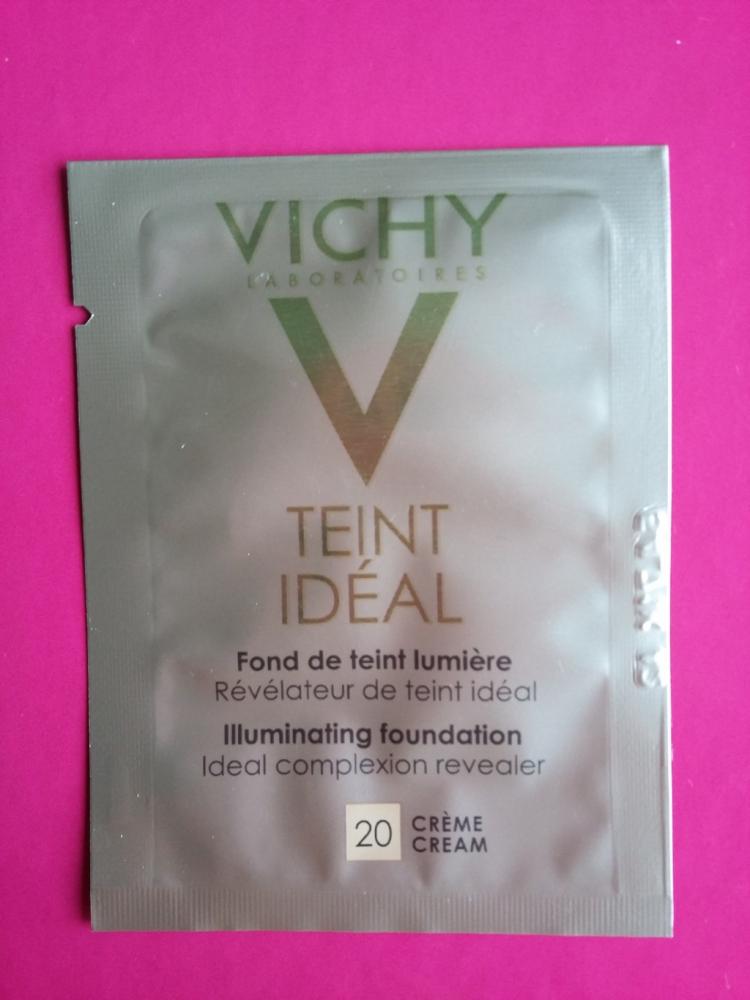 VICHY
LABORATOIRES
TEINT
IDÉAL
Fond de teint lumière
Révélateur de teint idéal
Illuminating foundation
Ideal complexion revealer
20 CRÈME
CREAM